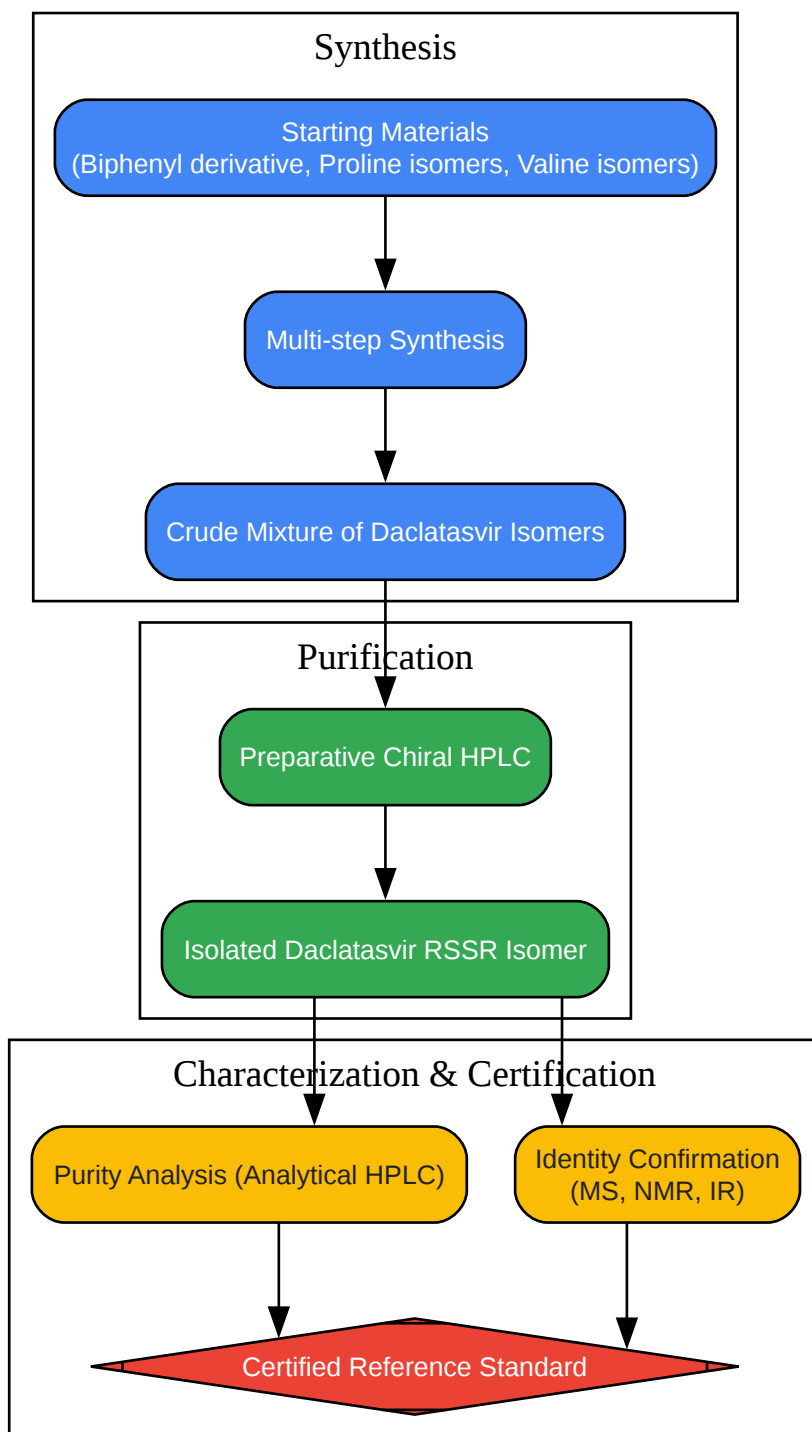 Synthesis
Starting Materials
(Biphenyl derivative, Proline isomers, Valine isomers)
Multi-step Synthesis
Crude Mixture of Daclatasvir Isomers
Purification
Preparative Chiral HPLC
Isolated Daclatasvir RSSR Isomer
Characterization & Certification
Purity Analysis (Analytical HPLC)
Identity Confirmation
(MS, NMR, IR)
Certified Reference Standard